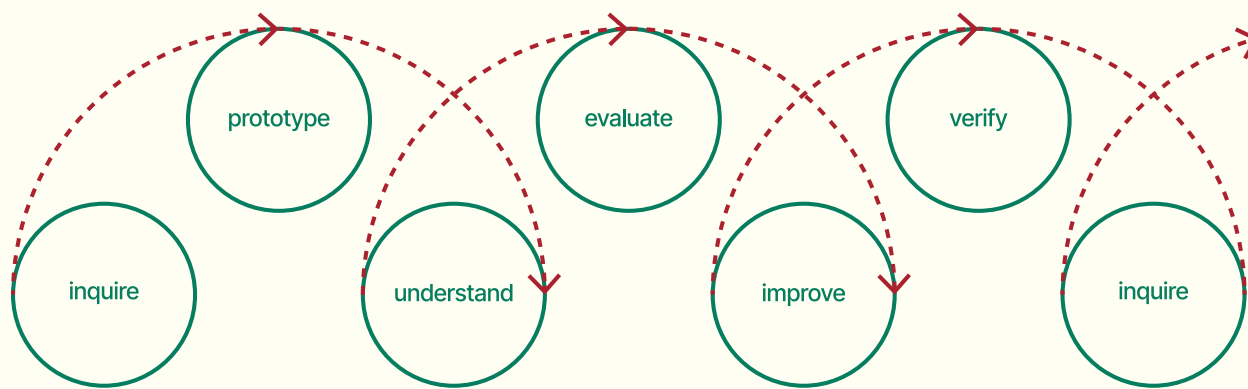 prototype
evaluate
verify
inquire
understand
improve
inquire